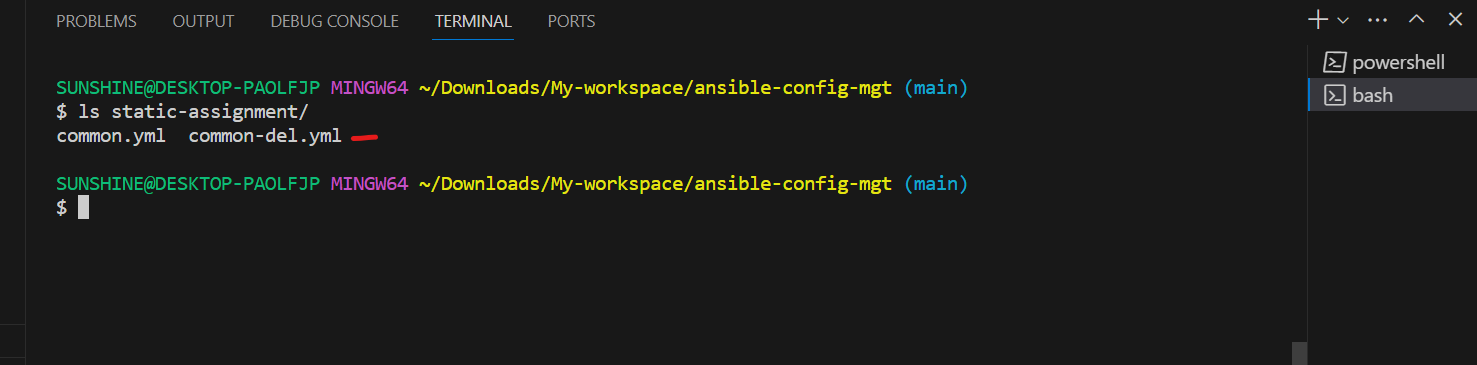 PROBLEMS OUTPUT DEBUG CONSOLE TERMINAL PORTS
SUNSHINE@DESKTOP-PAOLFJP MINGW64 ~/Downloads/My-workspace/ansible-config-mgt (main)
$ ls static-assignment/
common.yml  common-del.yml
SUNSHINE@DESKTOP-PAOLFJP MINGW64 ~/Downloads/My-workspace/ansible-config-mgt (main)
$
powershell
bash